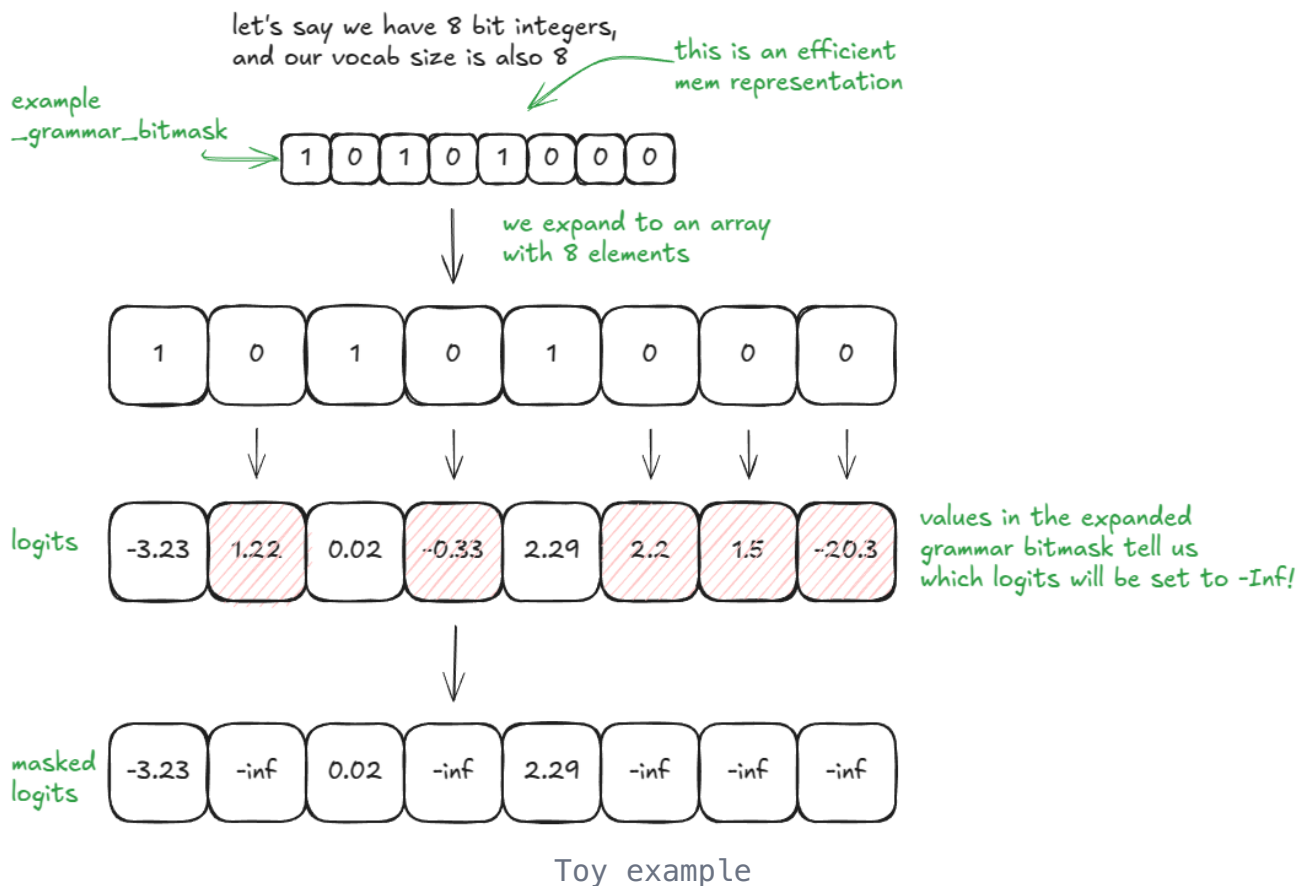 let's say we have 8 bit integers,
and our vocab size is also 8
this is an efficient
mem representation
example
_grammar_bitmask
1 0 1 0 1 0 0 0
we expand to an array
with 8 elements
1 0 1 0 1 0 0 0
logits
-3.23 1.22 0.02 -0.33 2.29 2.2 1.5 -20.3
values in the expanded
grammar bitmask tell us
which logits will be set to -Inf!
masked
logits
-3.23 -inf 0.02 -inf 2.29 -inf -inf -inf
Toy example